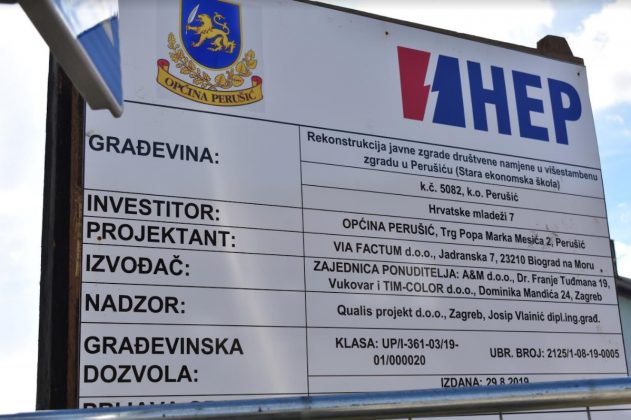 OPĆINA PERUŠIĆ
HEP
GRAĐEVINA:
Rekonstrukcija javne zgrade društvene namjene u višestambenu
zgradu u Perušiću (Stara ekonomska škola)
k.č. 5082, k.o. Perušić
Hrvatske mladeži 7
INVESTITOR:
OPĆINA PERUŠIĆ, Trg Popa Marka Mesića 2, Perušić
PROJEKTANT:
VIA FACTUM d.o.o., Jadranska 7, 23210 Biograd na Moru
IZVOĐAČ:
ZAJEDNICA PONUDITELJA: A&M d.o.o., Dr. Franje Tuđmana 19,
Vukovar i TIM-COLOR d.o.o., Dominika Mandića 24, Zagreb
NADZOR:
Qualis projekt d.o.o., Zagreb, Josip Vlainić dipl.ing.građ.
GRAĐEVINSKA
DOZVOLA:
KLASA: UP/I-361-03/19-
01/000020
UBR. BROJ: 2125/1-08-19-0005
IZDANA: 29.8.2019.
PRIJAVA